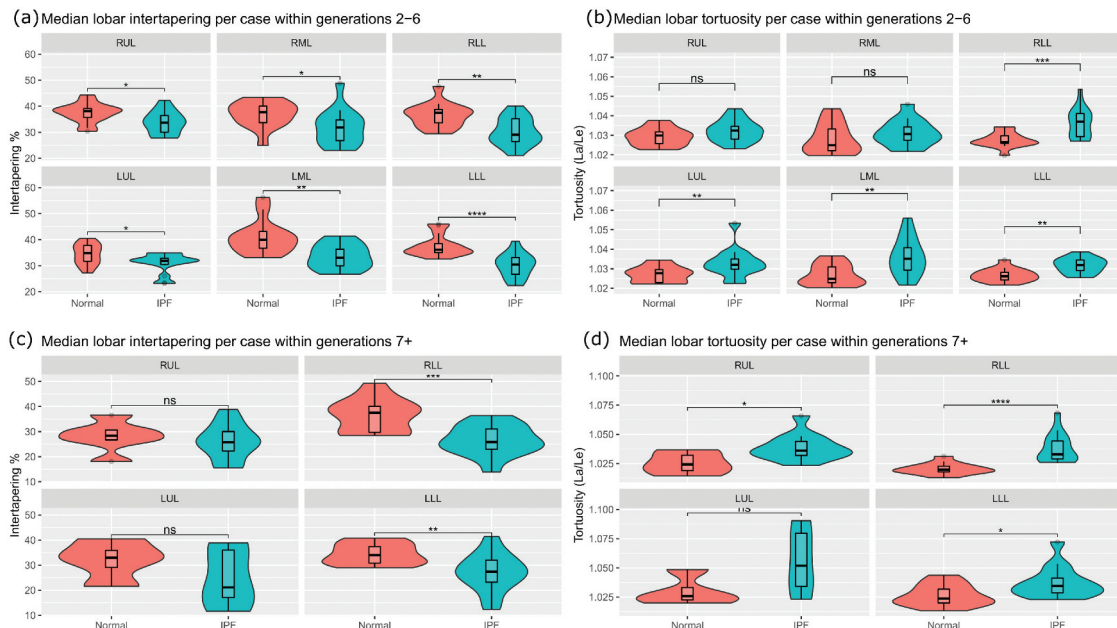 (a) Median lobar intertapering per case within generations 2−6
RUL RML RLL
60
50
40
30
20
* * **
LUL LML LLL
60
50
40
30
20
10
* ** ****
Intertapering %
Normal IPF Normal IPF Normal IPF
(b) Median lobar tortuosity per case within generations 2−6
RUL RML RLL
1.07
1.06
1.05
1.04
1.03
1.02
ns ns ***
LUL LML LLL
1.07
1.06
1.05
1.04
1.03
1.02
** ** **
Tortuosity (La/Le)
Normal IPF Normal IPF Normal IPF
(c) Median lobar intertapering per case within generations 7+
RUL RLL
50
40
30
20
10
ns ***
LUL LLL
50
40
30
20
10
ns **
Intertapering %
Normal IPF Normal IPF
(d) Median lobar tortuosity per case within generations 7+
RUL RLL
1.100
1.075
1.050
1.025
* ****
LUL LLL
1.100
1.075
1.050
1.025
ns *
Tortuosity (La/Le)
Normal IPF Normal IPF